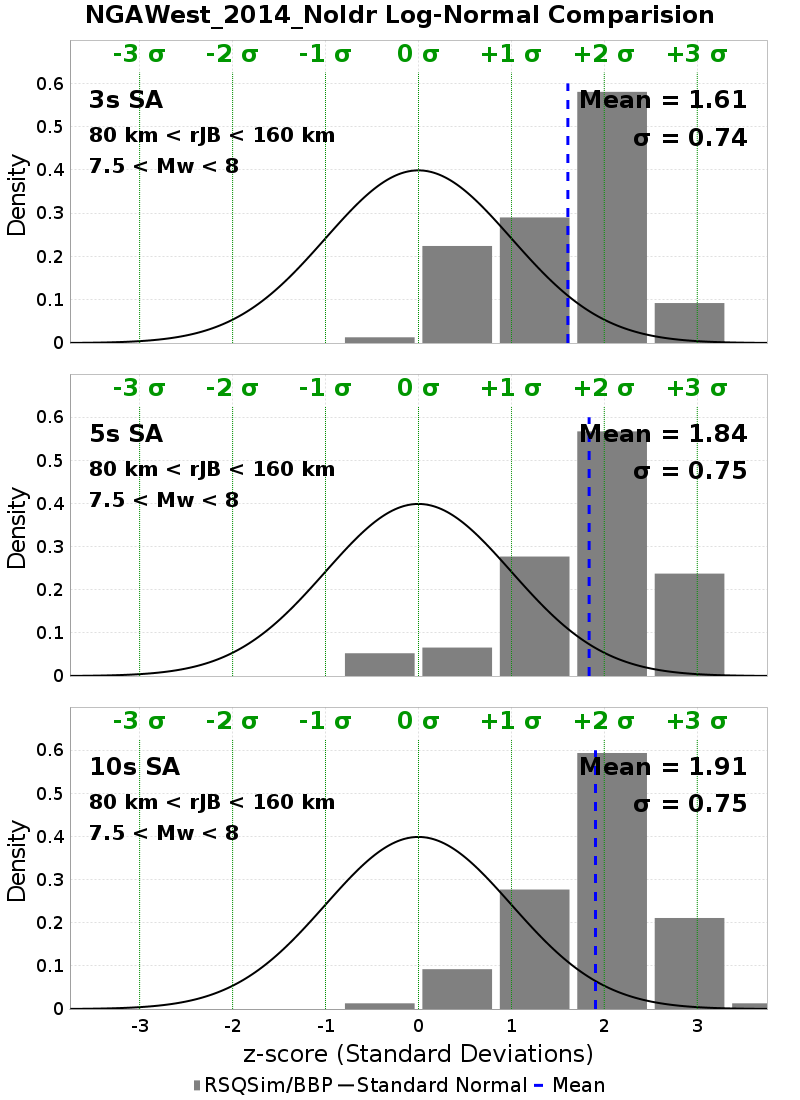 NGAWest_2014_NoIdr Log-Normal Comparision
-3 σ -2 σ -1 σ 0 σ +1 σ +2 σ +3 σ
3s SA
Mean = 1.61
80 km < rJB < 160 km
σ = 0.74
7.5 < Mw < 8
Density
0.6
0.5
0.4
0.3
0.2
0.1
0
-3 σ -2 σ -1 σ 0 σ +1 σ +2 σ +3 σ
5s SA
Mean = 1.84
80 km < rJB < 160 km
σ = 0.75
7.5 < Mw < 8
Density
0.6
0.5
0.4
0.3
0.2
0.1
0
-3 σ -2 σ -1 σ 0 σ +1 σ +2 σ +3 σ
10s SA
Mean = 1.91
80 km < rJB < 160 km
σ = 0.75
7.5 < Mw < 8
Density
0.6
0.5
0.4
0.3
0.2
0.1
0
-3 -2 -1 0 1 2 3
z-score (Standard Deviations)
RSQSim/BBP Standard Normal Mean